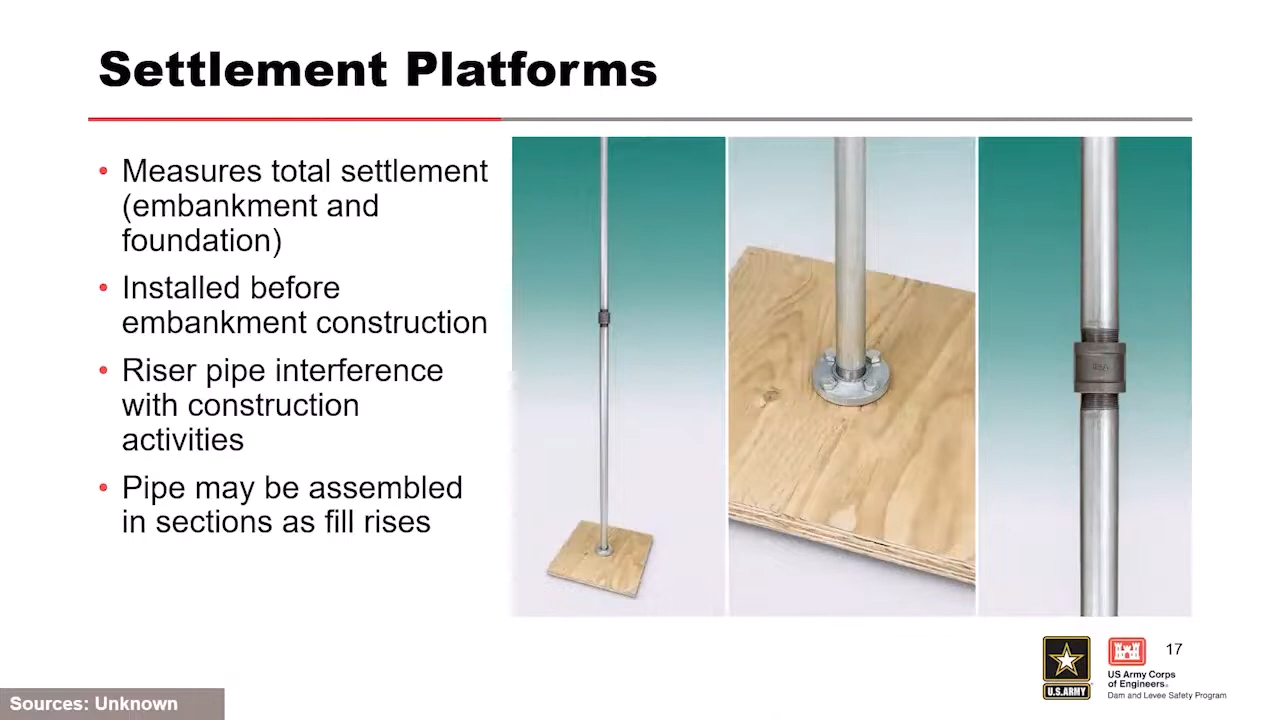 Settlement Platforms
• Measures total settlement
(embankment and
foundation)
• Installed before
embankment construction
• Riser pipe interference
with construction
activities
• Pipe may be assembled
in sections as fill rises
U.S.ARMY
US Army Corps
of Engineers®
Dam and Levee Safety Program
17
Sources: Unknown